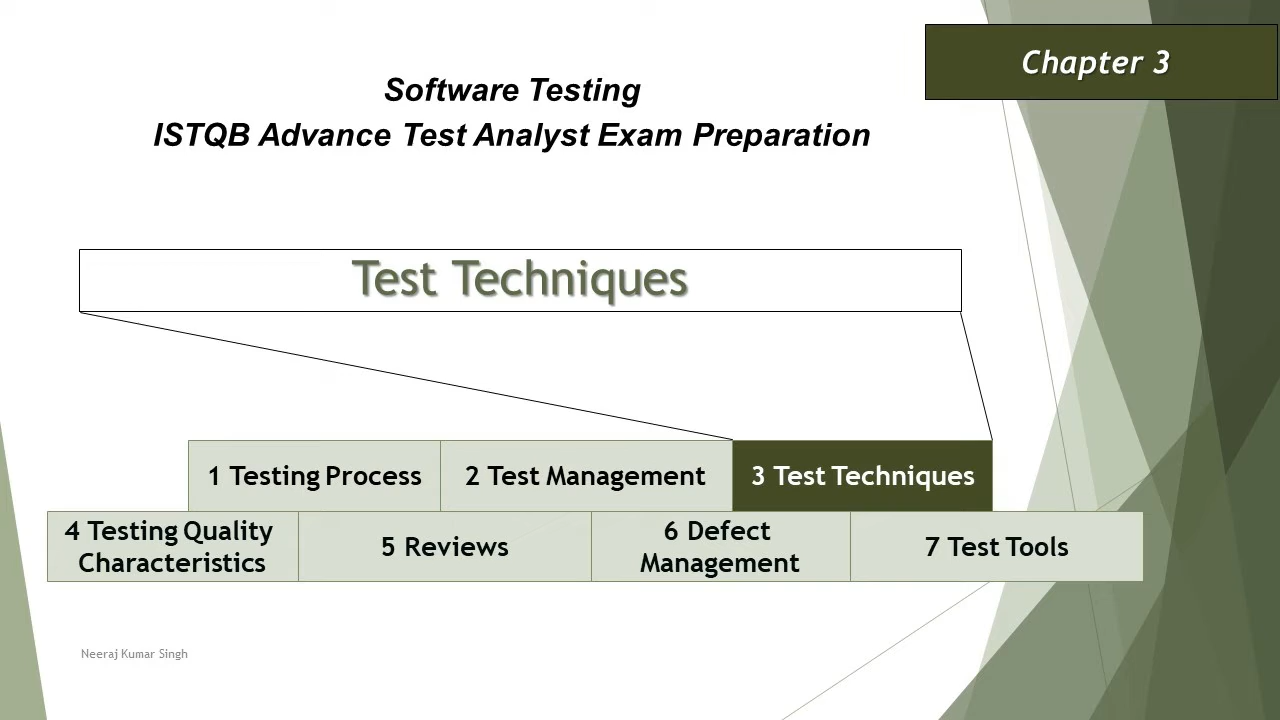 Chapter 3
Software Testing
ISTQB Advance Test Analyst Exam Preparation
Test Techniques
1 Testing Process
2 Test Management
3 Test Techniques
4 Testing Quality
Characteristics
5 Reviews
6 Defect
Management
7 Test Tools
Neeraj Kumar Singh